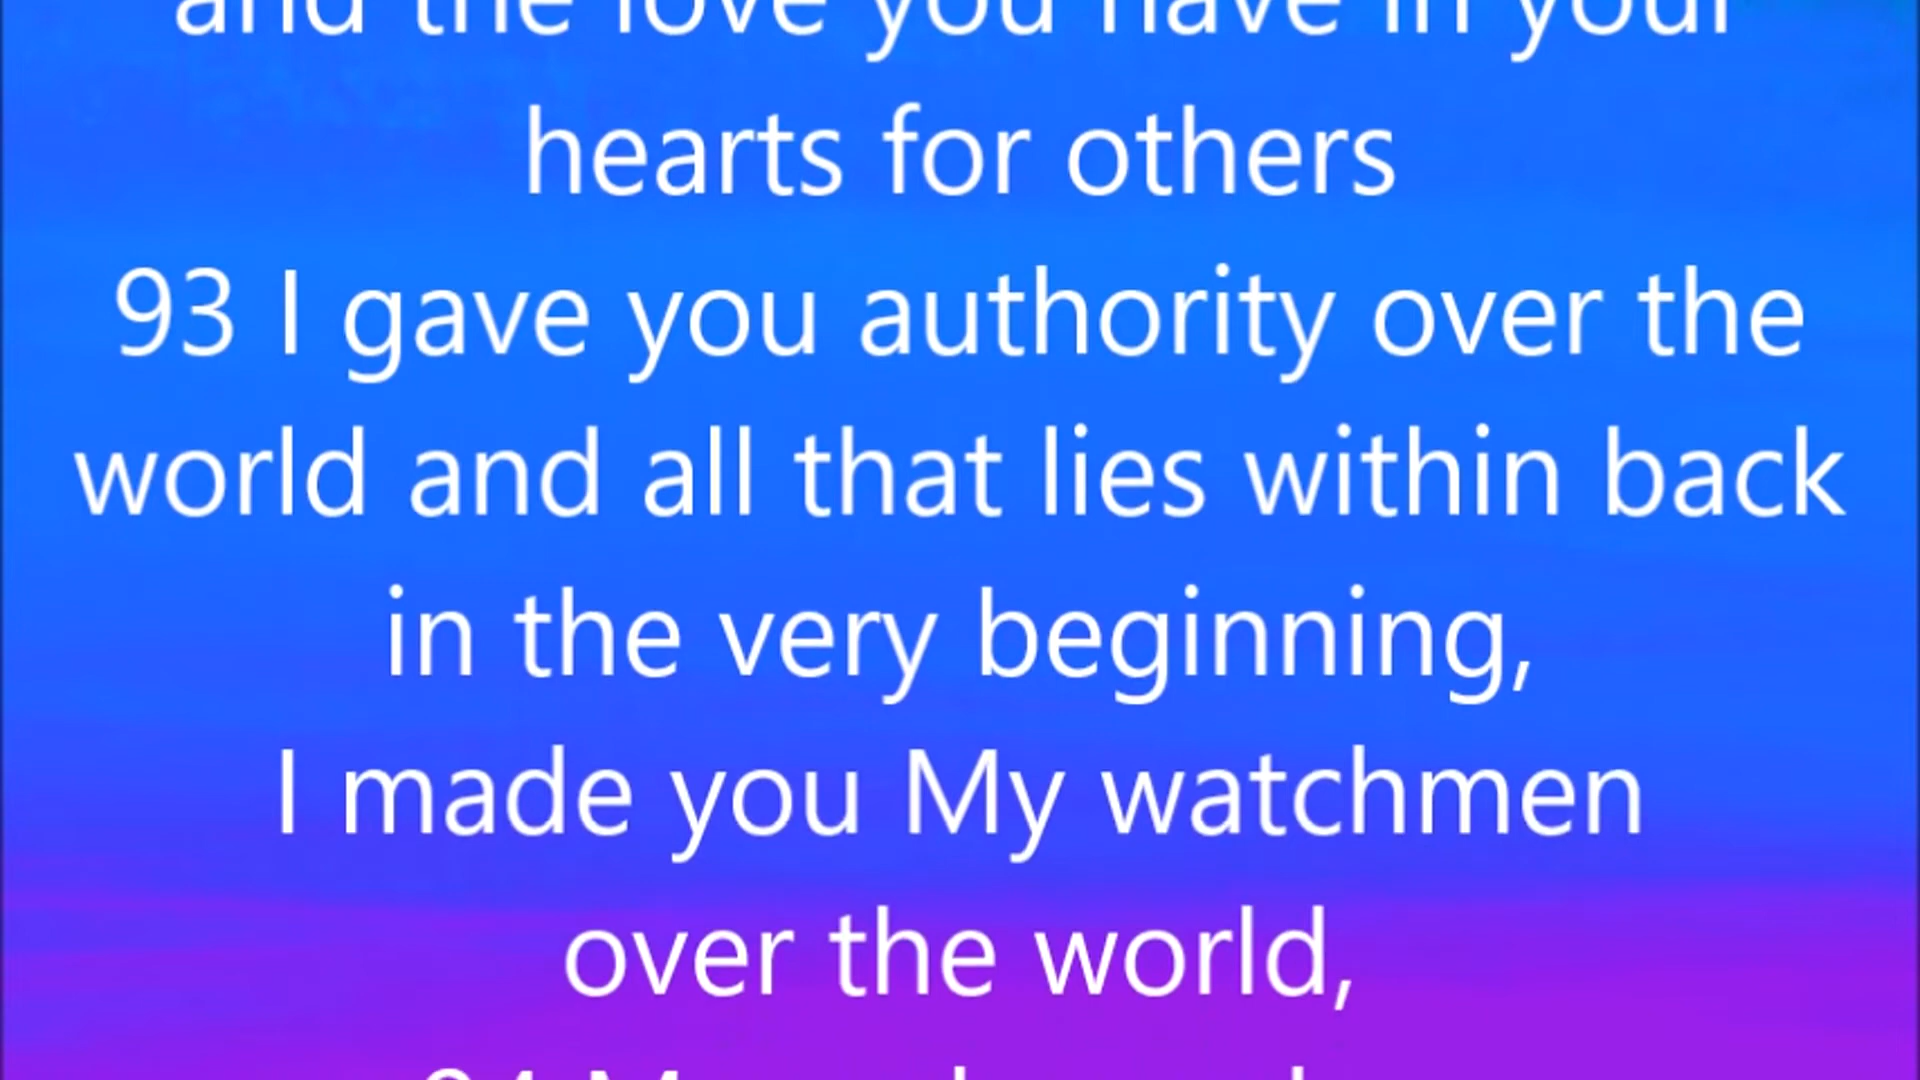 and the love you have in your
hearts for others
93 I gave you authority over the
world and all that lies within back
in the very beginning,
I made you My watchmen
over the world,
94